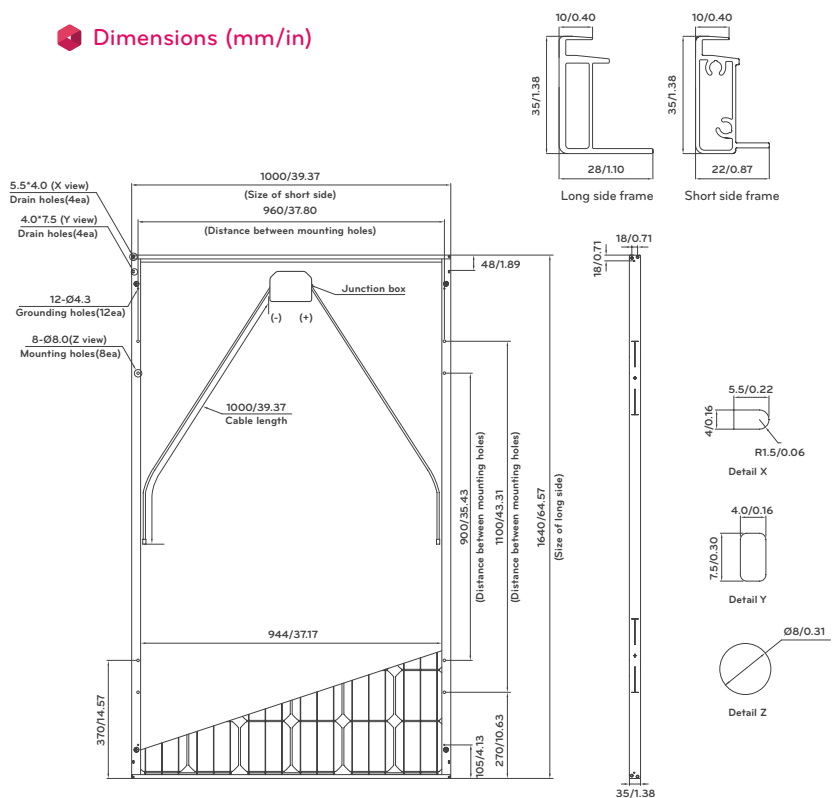 Dimensions (mm/in)
10/0.40
10/0.40
35/1.38
35/1.38
28/1.10
22/0.87
Long side frame
Short side frame
1000/39.37
(Size of short side)
960/37.80
(Distance between mounting holes)
5.5*4.0 (X view)
Drain holes(4ea)
4.0*7.5 (Y view)
Drain holes(4ea)
12-Ø4.3
Grounding holes(12ea)
8-Ø8.0(Z view)
Mounting holes(8ea)
48/1.89
Junction box
(-)
(+)
1000/39.37
Cable length
900/35.43
(Distance between mounting holes)
1100/43.31
(Distance between mounting holes)
1640/64.57
(Size of long side)
944/37.17
370/14.57
105/4.13
270/10.63
18/0.71
18/0.71
35/1.38
5.5/0.22
4/0.16
R1.5/0.06
Detail X
4.0/0.16
7.5/0.30
Detail Y
Ø8/0.31
Detail Z